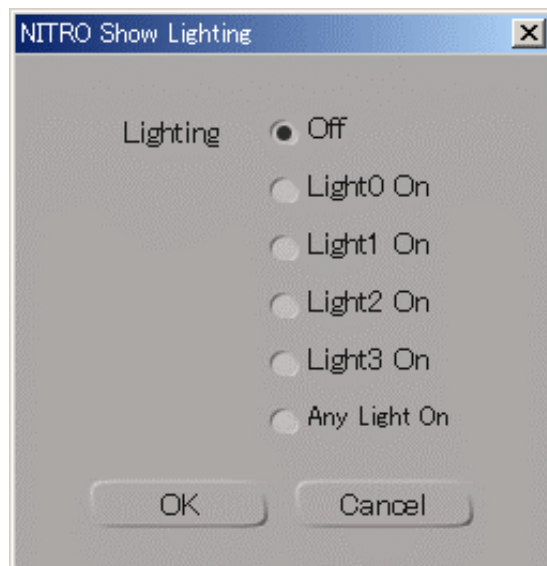 NITRO Show Lighting
Lighting Off
Light0 On
Light1 On
Light2 On
Light3 On
Any Light On
OK Cancel